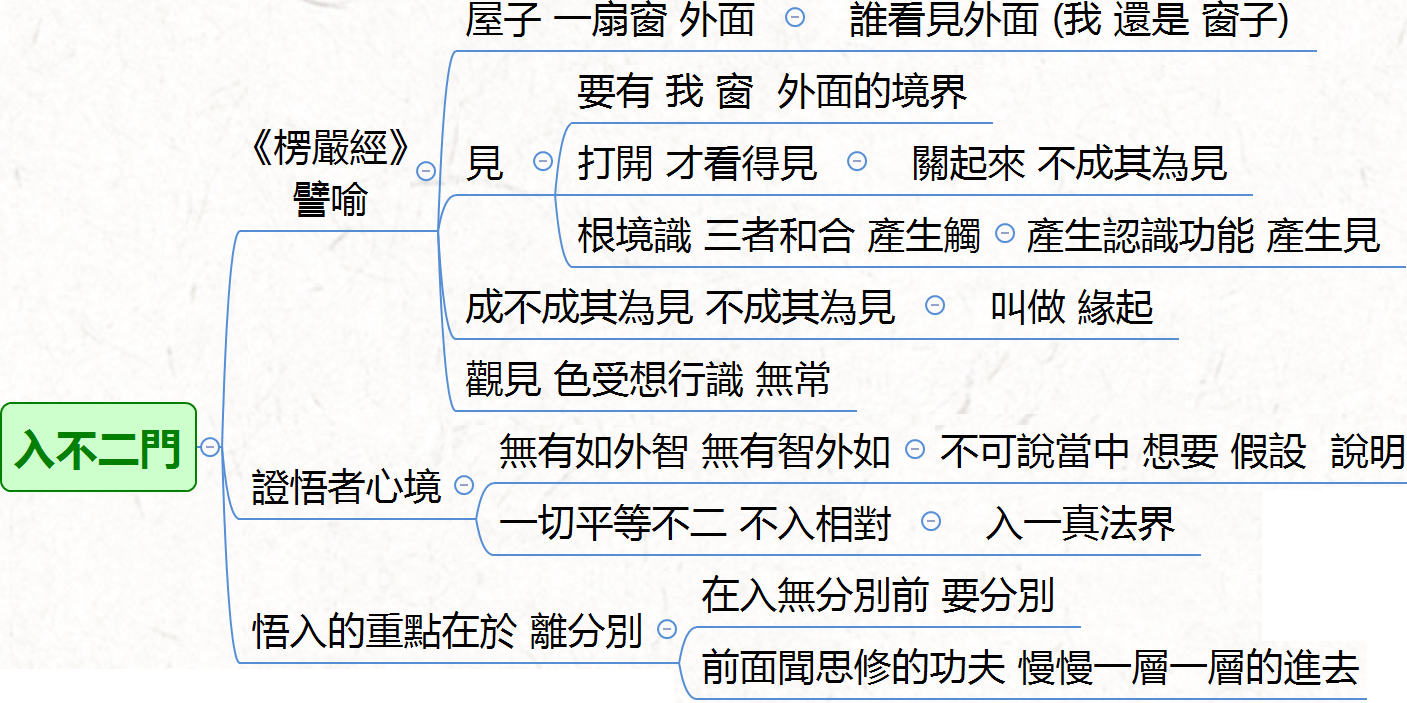 入不二門
《楞嚴經》
譬喻
屋子 一扇窗 外面
誰看見外面 (我 還是 窗子)
見
要有 我 窗 外面的境界
打開 才看得見
關起來 不成其為見
根境識 三者和合 產生觸
產生認識功能 產生見
成不成其為見 不成其為見
叫做 緣起
觀見 色受想行識 無常
證悟者心境
無有如外智 無有智外如
不可說當中 想要 假設 說明
一切平等不二 不入相對
入一真法界
悟入的重點在於 離分別
在入無分別前 要分別
前面聞思修的功夫 慢慢一層一層的進去